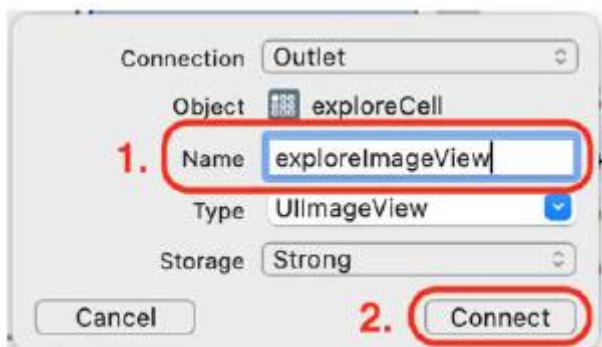 Connection Outlet
Object exploreCell
1. Name exploreImageView
Type UIImageView
Storage Strong
Cancel 2. Connect